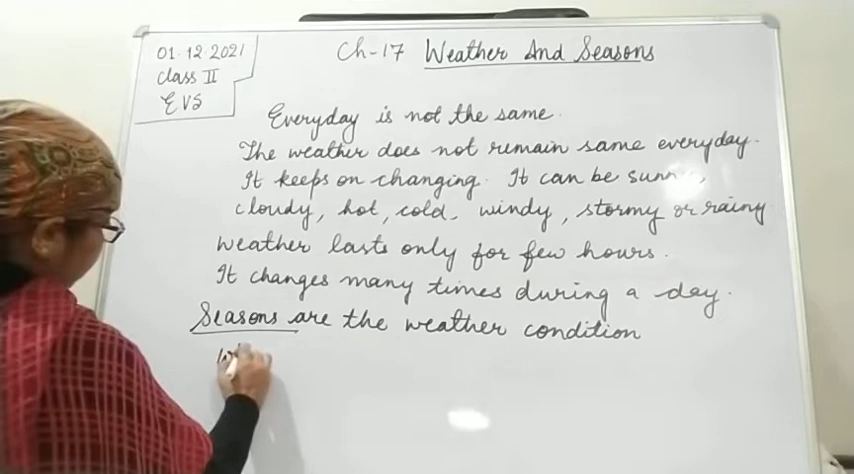 01.12.2021
Class II
EVS
Ch-17 Weather And Seasons
Everyday is not the same.
The weather does not remain same everyday.
It keeps on changing. It can be
cloudy, hot, cold, windy, stormy or rainy
weather lasts only for few hours.
It changes many times during a day.
Seasons are the weather condition